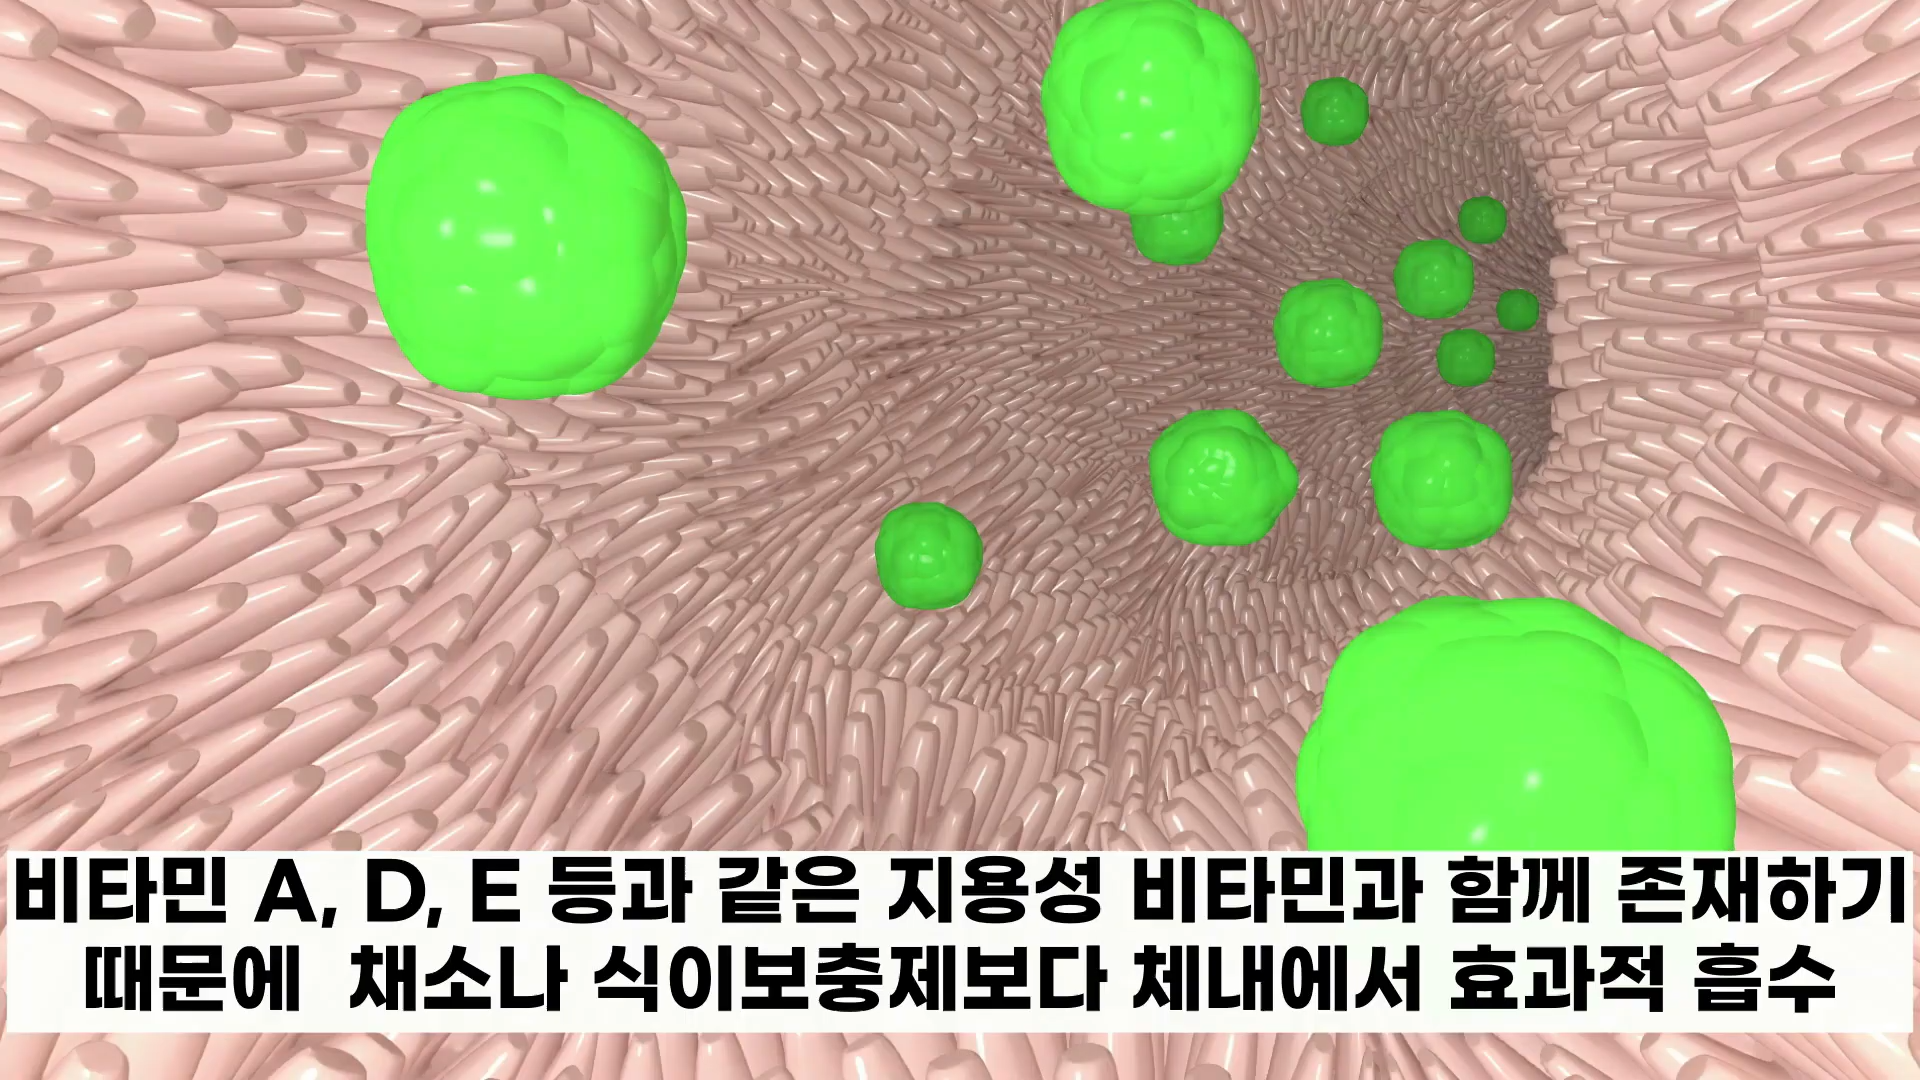 비타민 A, D, E 등과 같은 지용성 비타민과 함께 존재하기
때문에  채소나 식이보충제보다 체내에서 효과적 흡수